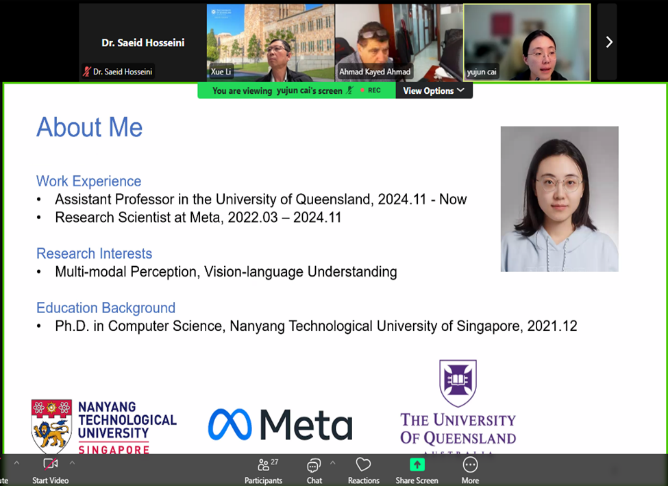 Dr. Saeid Hosseini
Dr. Saeid Hosseini
Xue Li
Ahmad Kayed Ahmad
yujun cai
You are viewing yujun cai's screen
REC
View Options
About Me
Work Experience
• Assistant Professor in the University of Queensland, 2024.11 - Now
• Research Scientist at Meta, 2022.03 – 2024.11
Research Interests
• Multi-modal Perception, Vision-language Understanding
Education Background
• Ph.D. in Computer Science, Nanyang Technological University of Singapore, 2021.12
NANYANG
TECHNOLOGICAL
UNIVERSITY
SINGAPORE
Meta
THE UNIVERSITY
OF QUEENSLAND
AUSTRALIA
Start Video
Participants
27
Chat
Reactions
Share Screen
More